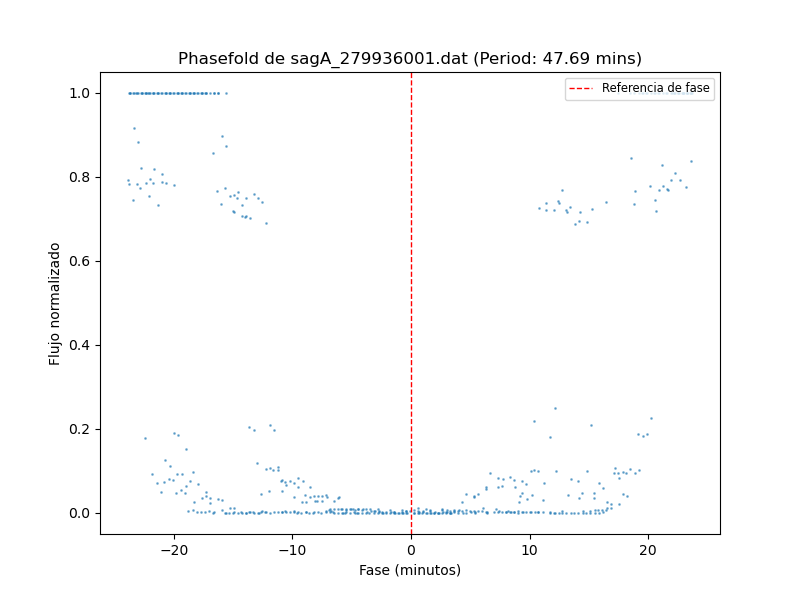 Phasefold de sagA_279936001.dat (Period: 47.69 mins)
Referencia de fase
Flujo normalizado
1.0
0.8
0.6
0.4
0.2
0.0
−20
−10
0
10
20
Fase (minutos)